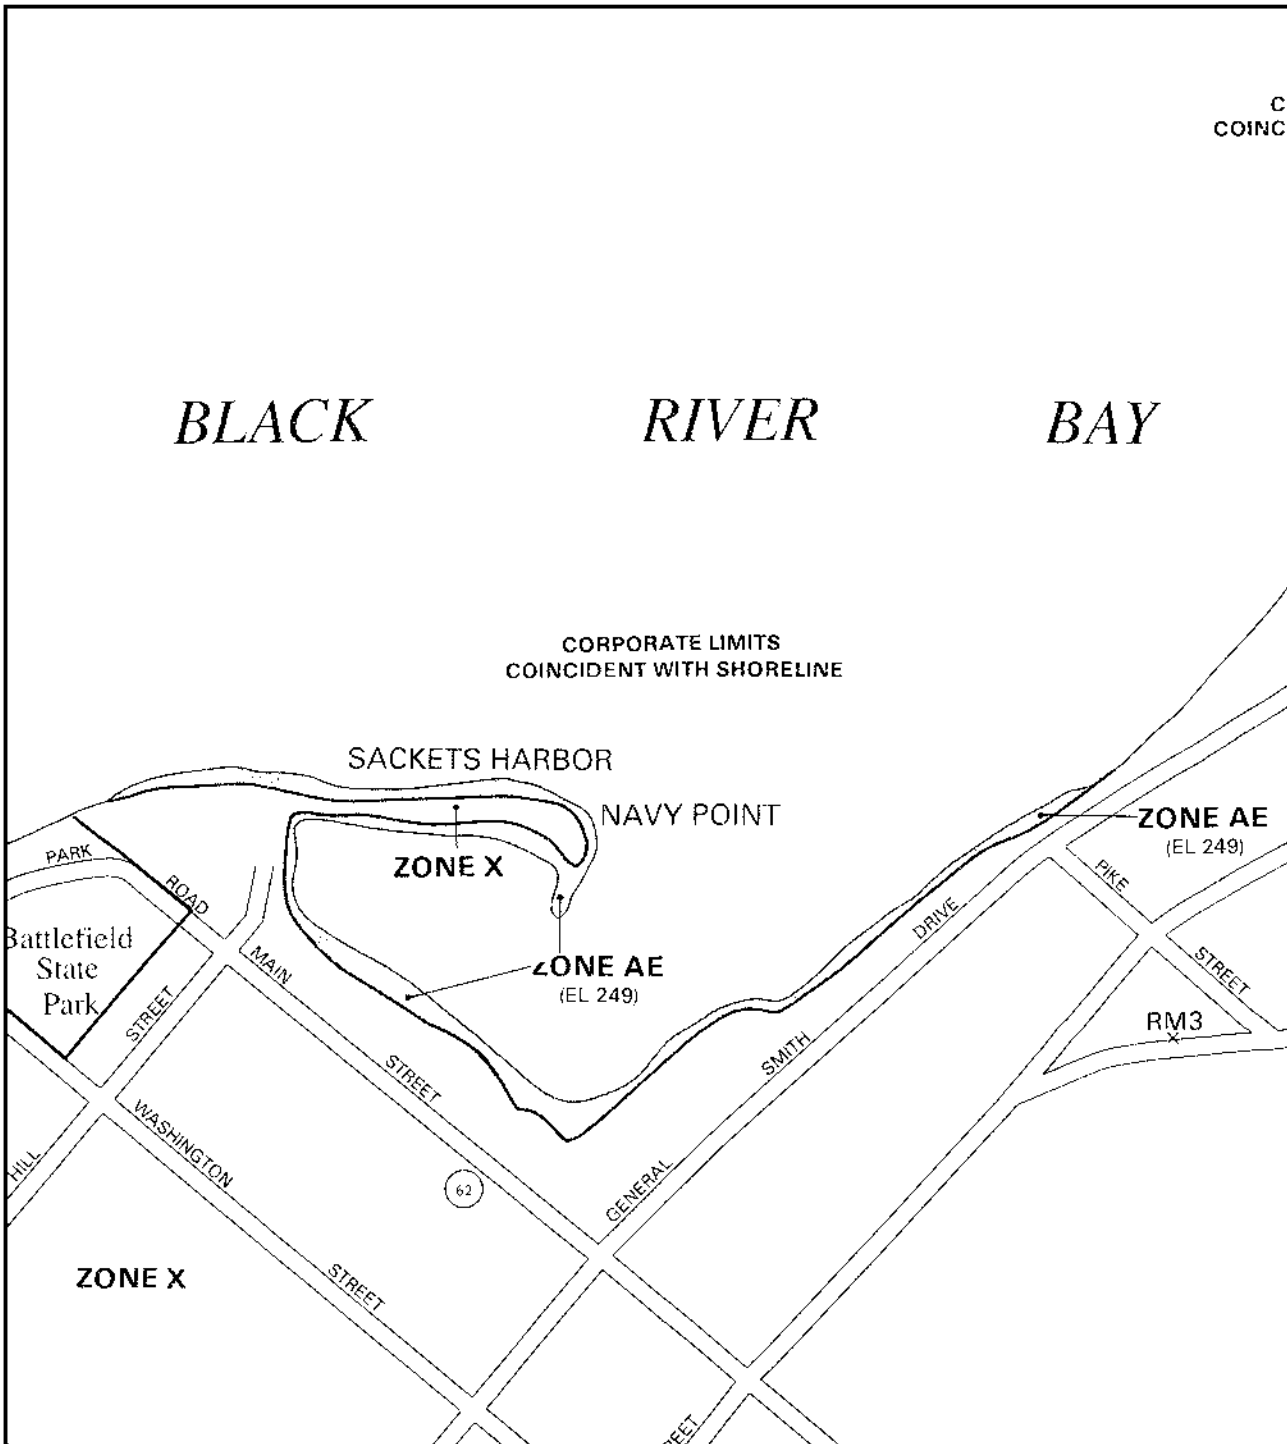 C
COINC
BLACK RIVER BAY
CORPORATE LIMITS
COINCIDENT WITH SHORELINE
SACKETS HARBOR
NAVY POINT
ZONE AE
(EL 249)
ZONE X
PARK
ROAD
PIKE
STREET
DRIVE
Battlefield
State
Park
MAIN
STREET
ZONE AE
(EL 249)
STREET
RM3
SMITH
GENERAL
WASHINGTON
STREET
HILL
62
ZONE X
REET